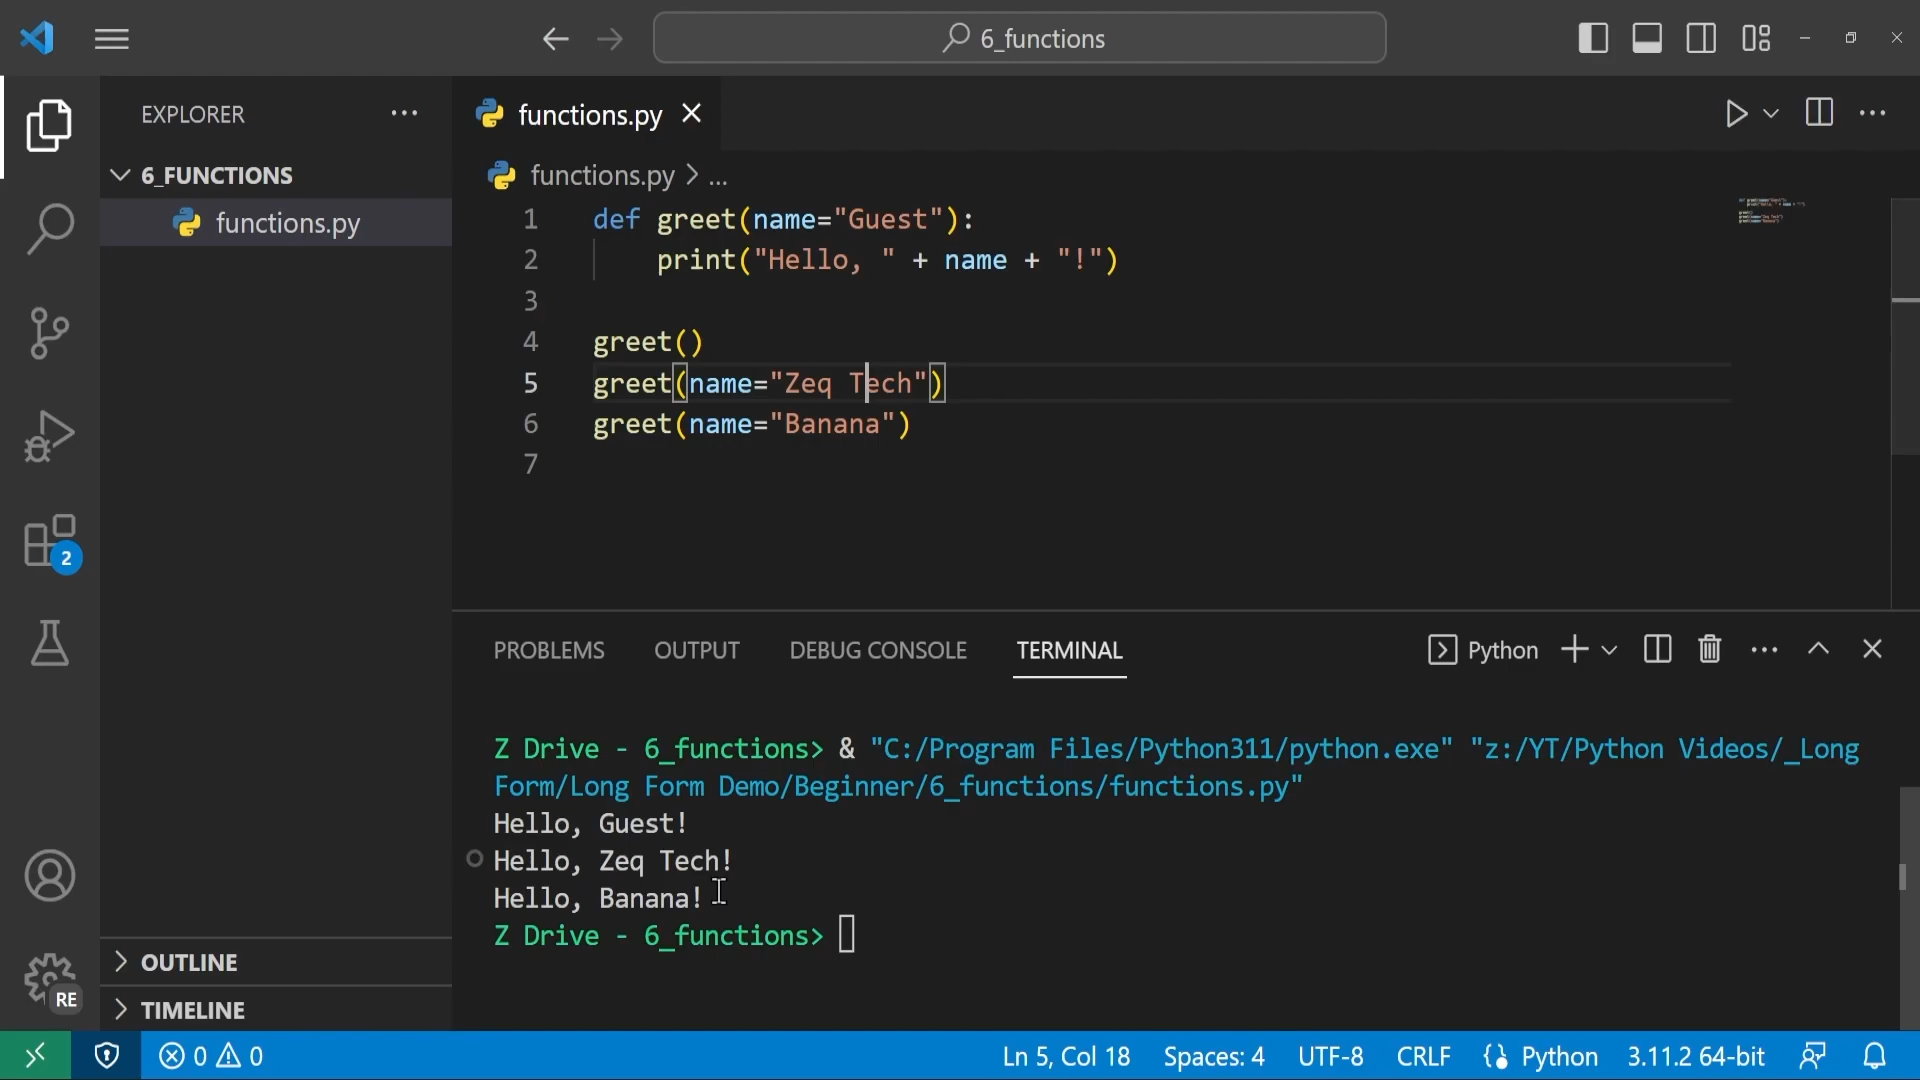 6_functions
EXPLORER
functions.py
6_FUNCTIONS
functions.py
functions.py > ...
1 def greet(name="Guest"):
2     print("Hello, " + name + "!")
3
4 greet()
5 greet(name="Zeq Tech")
6 greet(name="Banana")
7
2
PROBLEMS OUTPUT DEBUG CONSOLE TERMINAL Python
Z Drive - 6_functions> & "C:/Program Files/Python311/python.exe" "z:/YT/Python Videos/_Long
Form/Long Form Demo/Beginner/6_functions/functions.py"
Hello, Guest!
Hello, Zeq Tech!
Hello, Banana!
Z Drive - 6_functions>
OUTLINE
RE
TIMELINE
0 0 Ln 5, Col 18 Spaces: 4 UTF-8 CRLF Python 3.11.2 64-bit